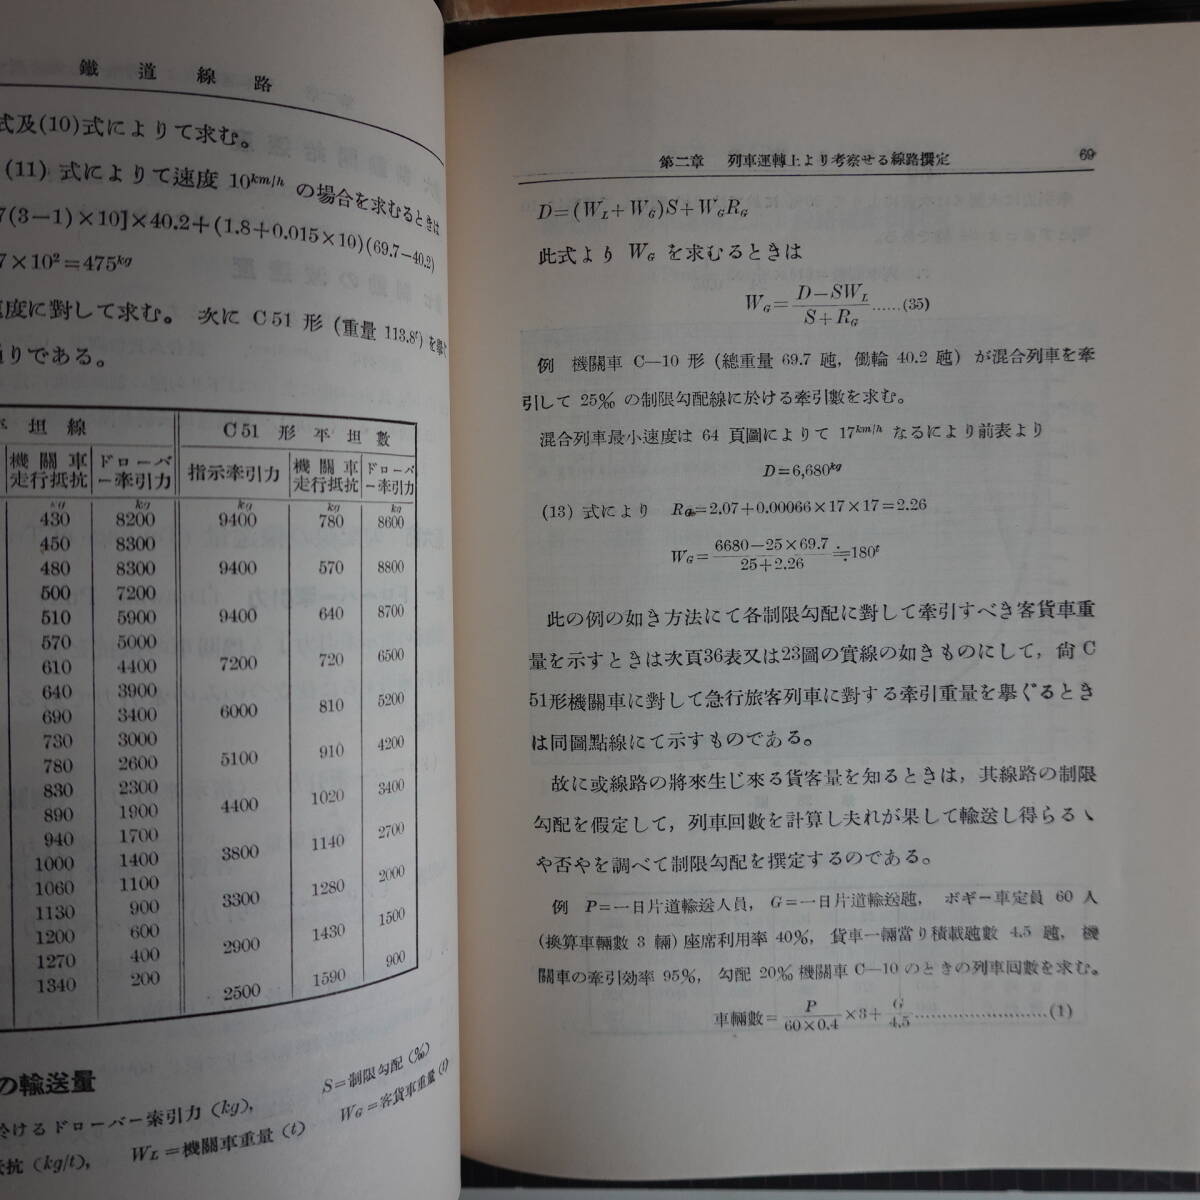 鐵道線路
式及(10)式によりて求む。
(11) 式によりて速度 10km/h の場合を求むるときは
7(3−1)×10]×40.2+(1.8+0.015×10)(69.7−40.2)
7×10²=475kg
速度に對して求む。 次に C51 形 (重量 113.8t) を擧
通りである。
平坦線 C51 形平坦數
機關車走行抵抗 ドローバー牽引力 指示牽引力 機關車走行抵抗 ドローバー牽引力
kg kg kg kg kg
430 8200 9400 780 8600
450 8300
480 8300 9400 570 8800
500 7200
510 5900 9400 640 8700
570 5000
610 4400 7200 720 6500
640 3900
690 3400 6000 810 5200
730 3000
780 2600 5100 910 4200
830 2300
890 1900 4400 1020 3400
940 1700
1000 1400 3800 1140 2700
1060 1100
1130 900 3300 1280 2000
1200 600
1270 400 2900 1430 1500
1340 200
2500 1590 900
の輸送量
於けるドローバー索引力 (kg), S=制限勾配 (‰)
抵抗 (kg/t), WL=機關車重量 (t) WG=客貨車重量 (t)
第二章 列車運轉上より考察せる線路撰定 69
D=(WL+WG)S+WGRG
此式より WG を求むるときは
WG=D−SWL/S+RG……(35)
例 機關車 C—10 形 (總重量 69.7 瓲, 働輪 40.2 瓲) が混合列車を牽
引して 25‰ の制限勾配線に於ける牽引數を求む。
混合列車最小速度は 64 頁圖によりて 17km/h なるにより前表より
D=6,680kg
(13) 式により RG=2.07+0.00066×17×17=2.26
WG=6680−25×69.7/25+2.26≒180t
此の例の如き方法にて各制限勾配に對して牽引すべき客貨車重
量を示すときは次頁36表又は23圖の實線の如きものにして, 尙 C
51形機關車に對して急行旅客列車に對する牽引重量を擧ぐるとき
は同圖點線にて示すものである。
故に或線路の將來生じ來る貨客量を知るときは, 其線路の制限
勾配を假定して, 列車回數を計算し夫れが果して輸送し得らるゝ
や否やを調べて制限勾配を撰定するのである。
例 P=一日片道輸送人員, G=一日片道輸送瓲, ボギー車定員 60 人
(換算車輛數 3 輛) 座席利用率 40%, 貨車一輛當り積載瓲數 4.5 瓲, 機
關車の牽引効率 95%, 勾配 20‰ 機關車 C—10 のときの列車回數を求む。
車輛數=P/60×0.4×3+G/4.5……………………(1)